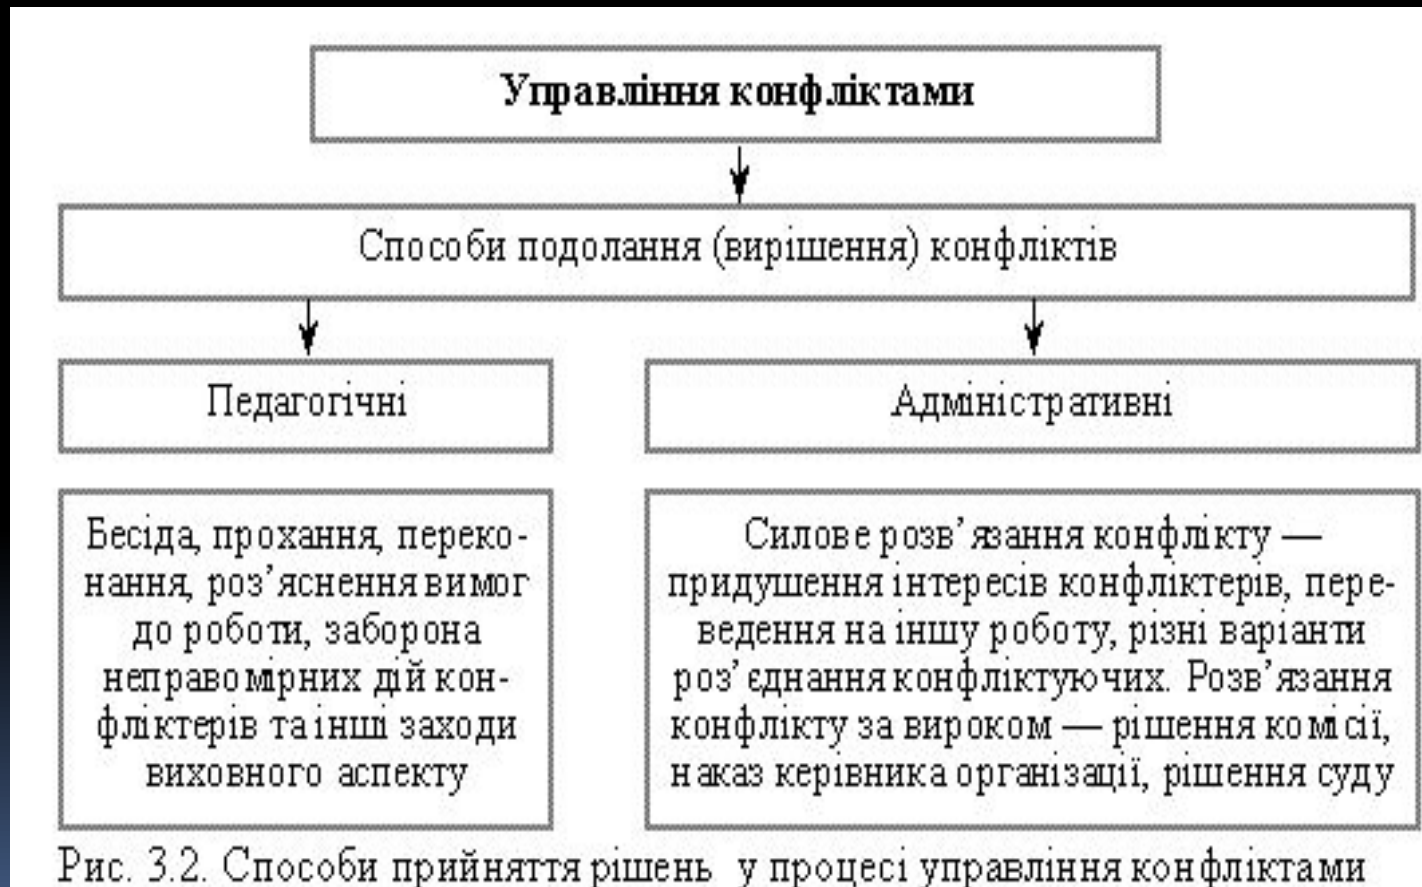 Управління конфліктами
Способи подолання (вирішення) конфліктів
Педагогічні
Адміністративні
Бесіда, прохання, переко-
нання, роз’яснення вимог
до роботи, заборона
неправомірних дій кон-
фліктерів та інші заходи
виховного аспекту
Силове розв’язання конфлікту —
придушення інтересів конфліктерів, пере-
ведення на іншу роботу, різні варіанти
роз’єднання конфліктуючих. Розв’язання
конфлікту за вироком — рішення комісії,
наказ керівника організації, рішення суду
Рис. 3.2. Способи прийняття рішень у процесі управління конфліктами